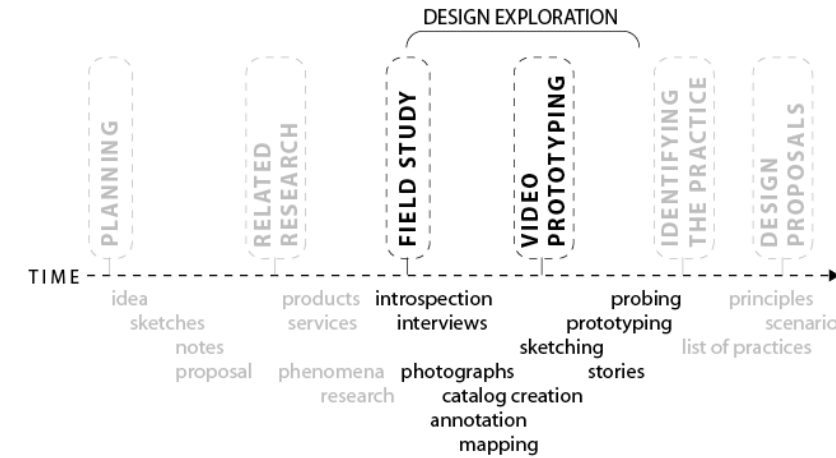 DESIGN EXPLORATION
PLANNING
RELATED
RESEARCH
FIELD STUDY
VIDEO
PROTOTYPING
IDENTIFYING
THE PRACTICE
DESIGN
PROPOSALS
TIME
idea
sketches
notes
proposal
products
services
phenomena
research
introspection
interviews
photographs
catalog creation
annotation
mapping
probing
prototyping
sketching
stories
list of practices
principles
scenario